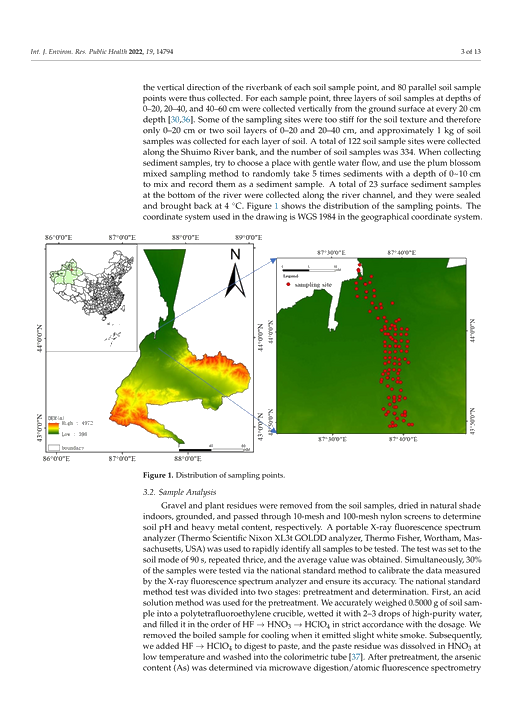 Int. J. Environ. Res. Public Health 2022, 19, 14794
3 of 13
the vertical direction of the riverbank of each soil sample point, and 80 parallel soil sample
points were thus collected. For each sample point, three layers of soil samples at depths of
0–20, 20–40, and 40–60 cm were collected vertically from the ground surface at every 20 cm
depth [30,36]. Some of the sampling sites were too stiff for the soil texture and therefore
only 0–20 cm or two soil layers of 0–20 and 20–40 cm, and approximately 1 kg of soil
samples was collected for each layer of soil. A total of 122 soil sample sites were collected
along the Shuimo River bank, and the number of soil samples was 334. When collecting
sediment samples, try to choose a place with gentle water flow, and use the plum blossom
mixed sampling method to randomly take 5 times sediments with a depth of 0~10 cm
to mix and record them as a sediment sample. A total of 23 surface sediment samples
at the bottom of the river were collected along the river channel, and they were sealed
and brought back at 4 °C. Figure 1 shows the distribution of the sampling points. The
coordinate system used in the drawing is WGS 1984 in the geographical coordinate system.
86°0'0"E 87°0'0"E 88°0'0"E 89°0'0"E
87°30'0"E 87°40'0"E
N
Legend
sampling site
44°0'0"N
44°0'0"N
44°0'0"N
44°0'0"N
43°0'0"N
43°0'0"N
43°50'0"N
43°50'0"N
DEM(m)
High : 4972
Low : 300
boundary
87°30'0"E 87°40'0"E
86°0'0"E 87°0'0"E 88°0'0"E
Figure 1. Distribution of sampling points.
3.2. Sample Analysis
Gravel and plant residues were removed from the soil samples, dried in natural shade
indoors, grounded, and passed through 10-mesh and 100-mesh nylon screens to determine
soil pH and heavy metal content, respectively. A portable X-ray fluorescence spectrum
analyzer (Thermo Scientific Nixon XL3t GOLDD analyzer, Thermo Fisher, Wortham, Mas-
sachusetts, USA) was used to rapidly identify all samples to be tested. The test was set to the
soil mode of 90 s, repeated thrice, and the average value was obtained. Simultaneously, 30%
of the samples were tested via the national standard method to calibrate the data measured
by the X-ray fluorescence spectrum analyzer and ensure its accuracy. The national standard
method test was divided into two stages: pretreatment and determination. First, an acid
solution method was used for the pretreatment. We accurately weighed 0.5000 g of soil sam-
ple into a polytetrafluoroethylene crucible, wetted it with 2–3 drops of high-purity water,
and filled it in the order of HF → HNO3 → HClO4 in strict accordance with the dosage. We
removed the boiled sample for cooling when it emitted slight white smoke. Subsequently,
we added HF → HClO4 to digest to paste, and the paste residue was dissolved in HNO3 at
low temperature and washed into the colorimetric tube [37]. After pretreatment, the arsenic
content (As) was determined via microwave digestion/atomic fluorescence spectrometry